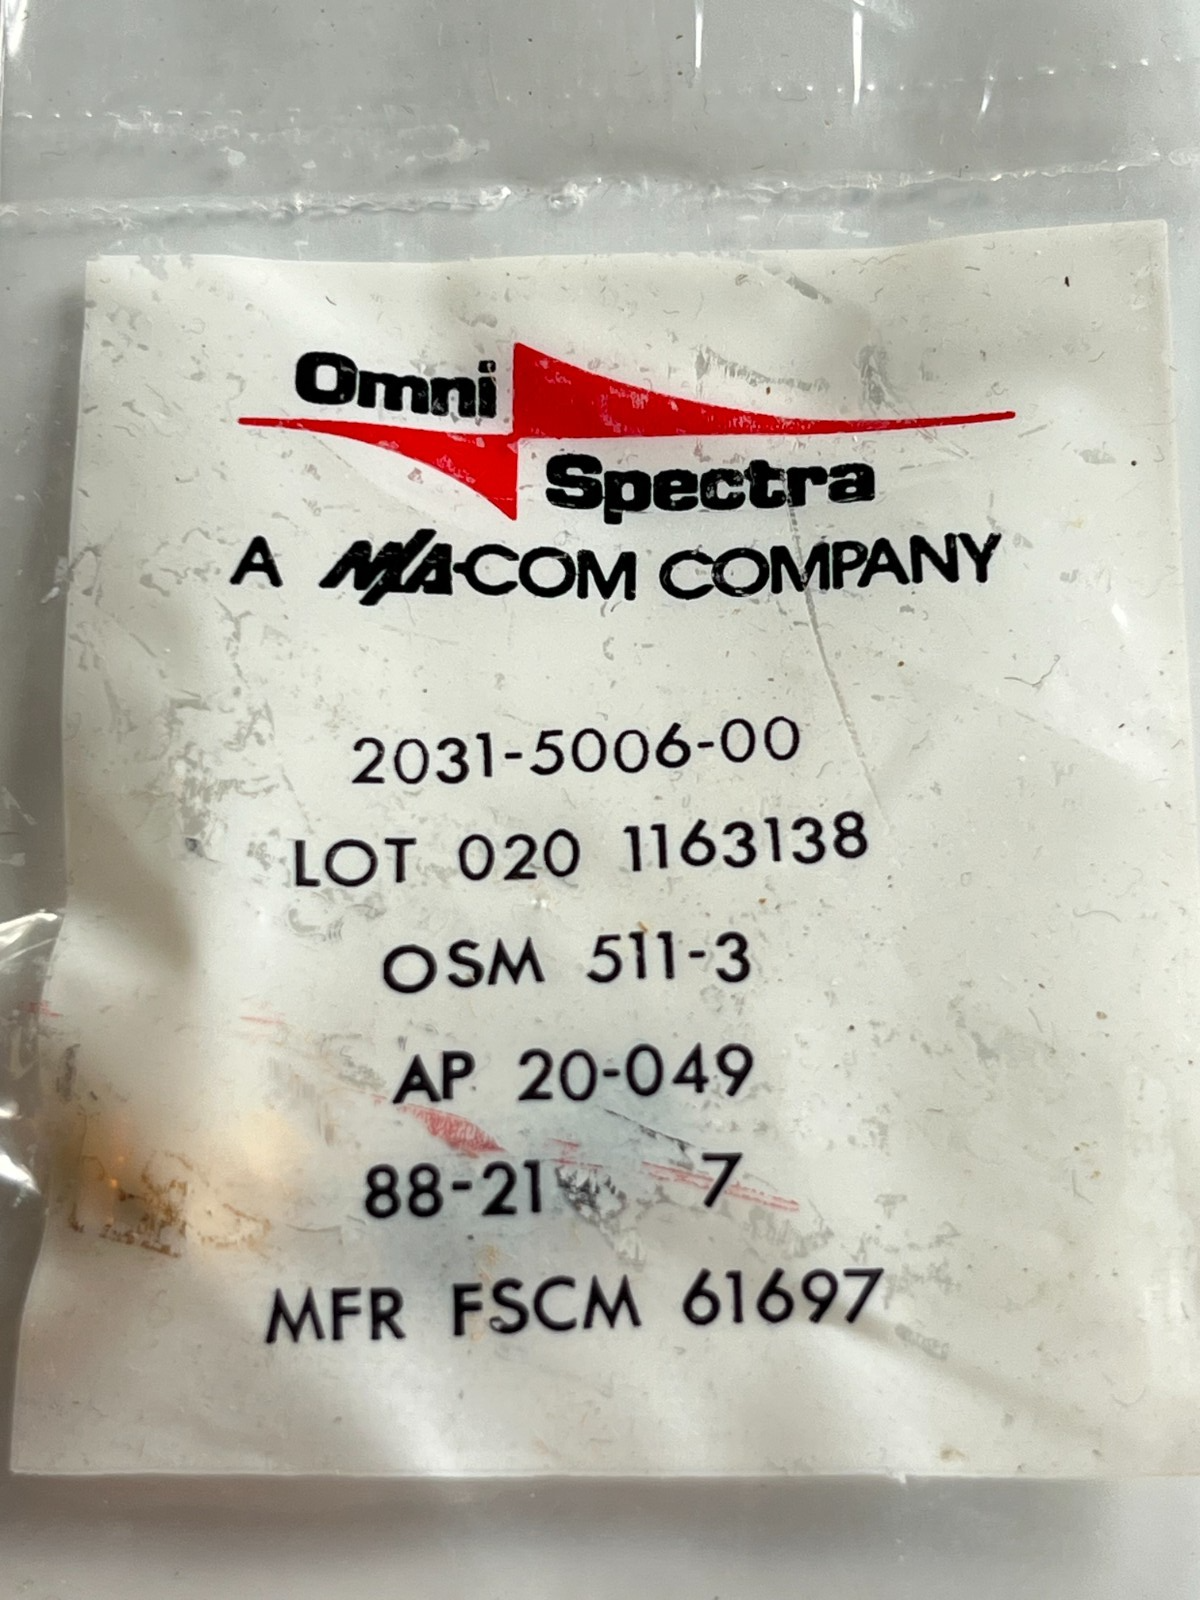 Omni
Spectra
A M/A-COM COMPANY
2031-5006-00
LOT 020 1163138
OSM 511-3
AP 20-049
88-21 7
MFR FSCM 61697